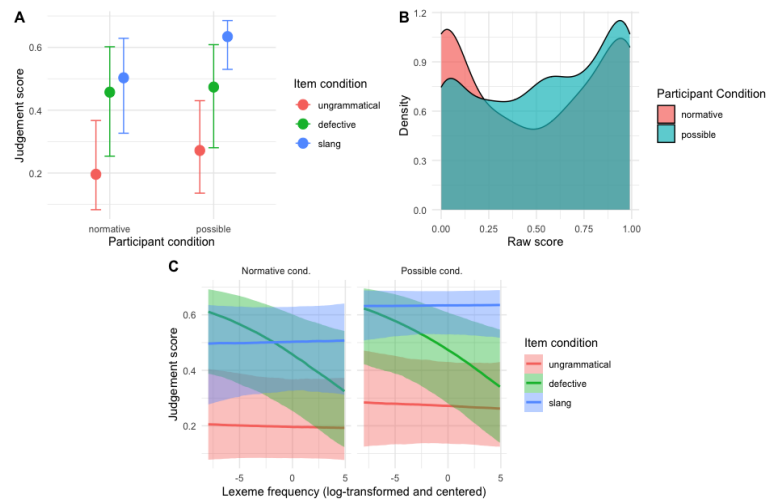 A
Judgement score
0.6
0.4
0.2
normative
possible
Participant condition
Item condition
ungrammatical
defective
slang
B
Density
1.2
0.9
0.6
0.3
0.0
0.00
0.25
0.50
0.75
1.00
Raw score
Participant Condition
normative
possible
C
Normative cond.
Possible cond.
Judgement score
0.6
0.4
0.2
-5
0
5
-5
0
5
Lexeme frequency (log-transformed and centered)
Item condition
ungrammatical
defective
slang